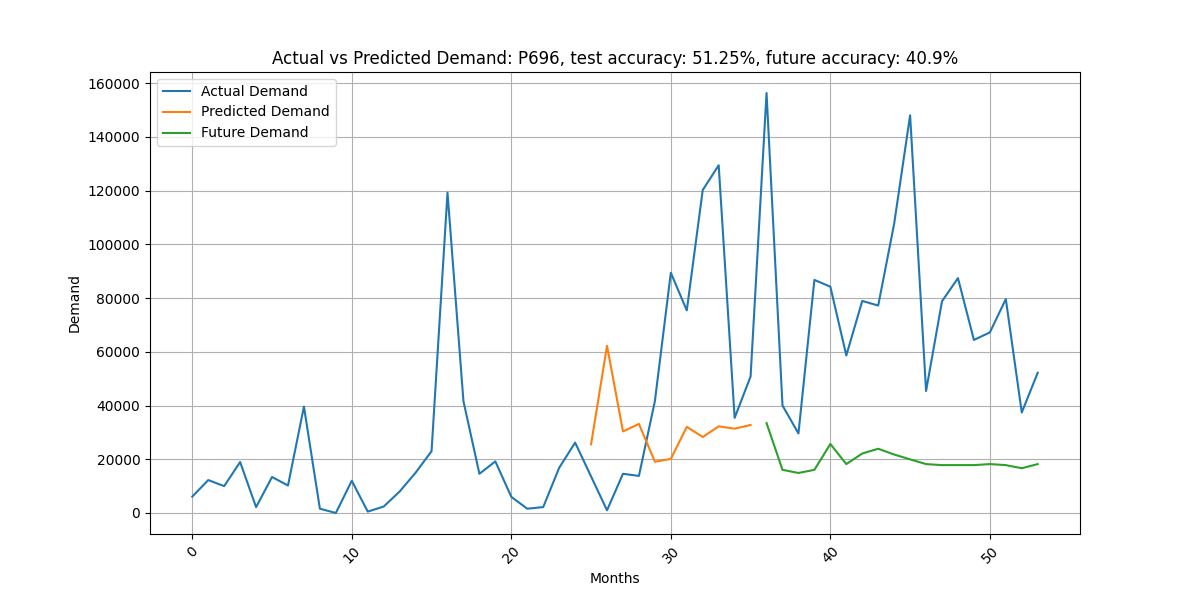 Actual vs Predicted Demand: P696, test accuracy: 51.25%, future accuracy: 40.9%
Actual Demand
Predicted Demand
Future Demand
160000
140000
120000
100000
80000
60000
40000
20000
0
Demand
0
10
20
30
40
50
Months